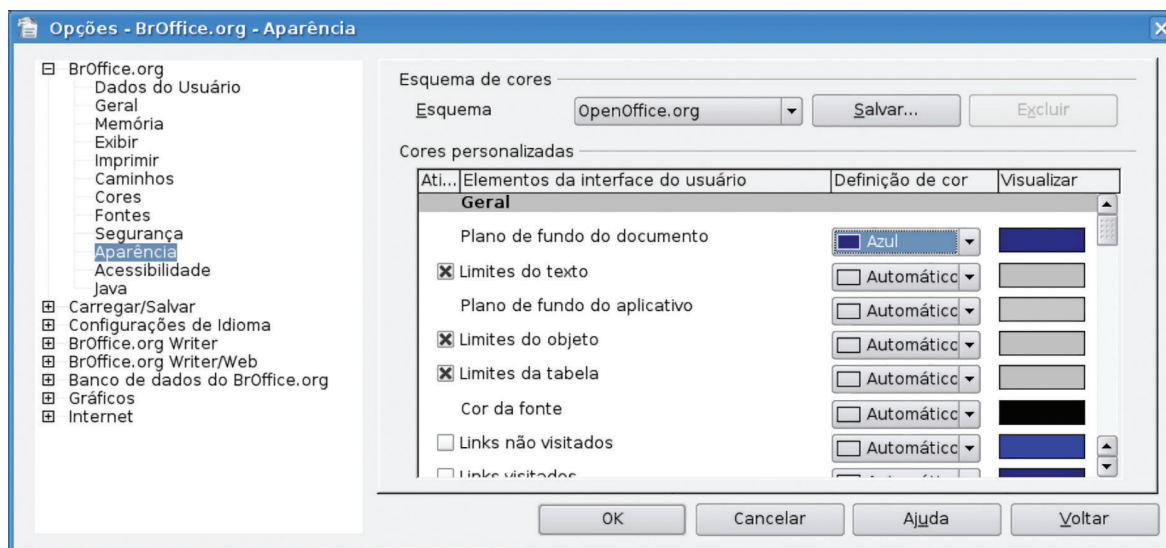 Opções - BrOffice.org - Aparência
BrOffice.org
Dados do Usuário
Geral
Memória
Exibir
Imprimir
Caminhos
Cores
Fontes
Segurança
Aparência
Acessibilidade
Java
Carregar/Salvar
Configurações de Idioma
BrOffice.org Writer
BrOffice.org Writer/Web
Banco de dados do BrOffice.org
Gráficos
Internet
Esquema de cores
Esquema OpenOffice.org Salvar... Excluir
Cores personalizadas
Ati... Elementos da interface do usuário Definição de cor Visualizar
Geral
Plano de fundo do documento Azul
Limites do texto Automático
Plano de fundo do aplicativo Automático
Limites do objeto Automático
Limites da tabela Automático
Cor da fonte Automático
Links não visitados Automático
Links visitados
OK Cancelar Ajuda Voltar